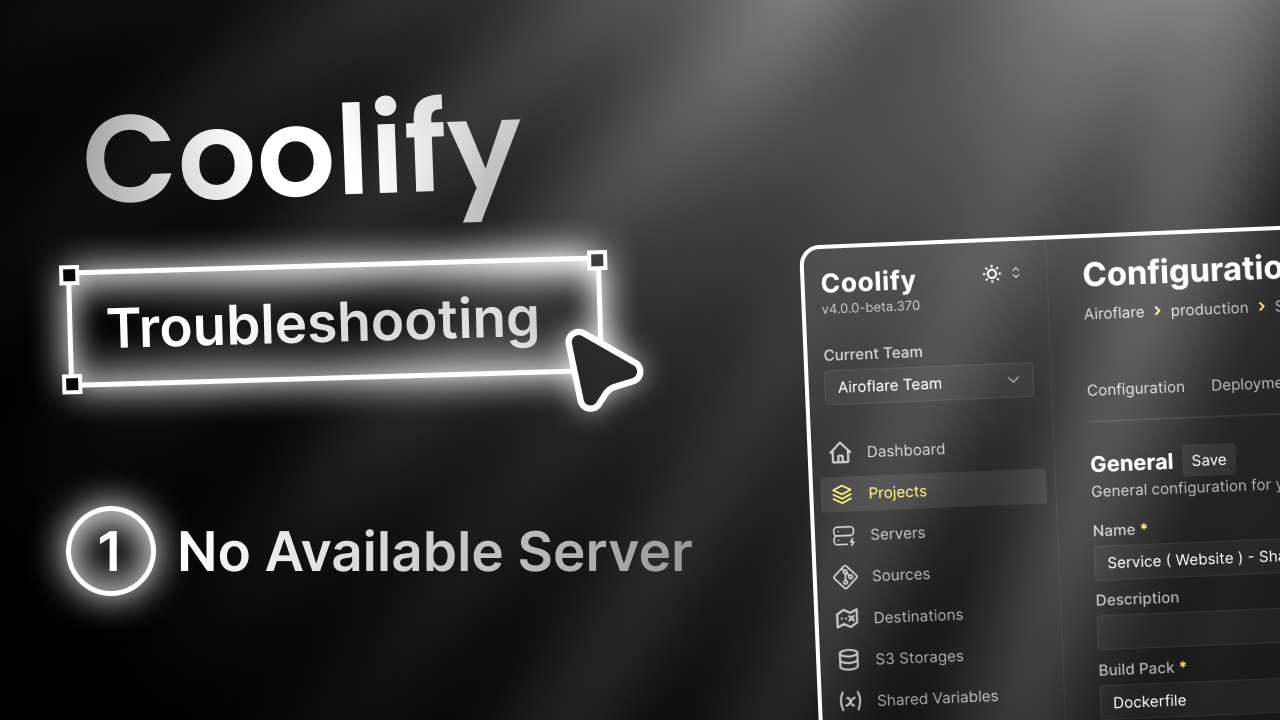 Coolify
Troubleshooting
1 No Available Server
Coolify
v4.0.0-beta.370
Current Team
Airoflare Team
Dashboard
Projects
Servers
Sources
Destinations
S3 Storages
Shared Variables
Configuratio
Airoflare > production > S
Configuration Deployme
General Save
General configuration for y
Name *
Service ( Website ) - Sha
Description
Build Pack *
Dockerfile